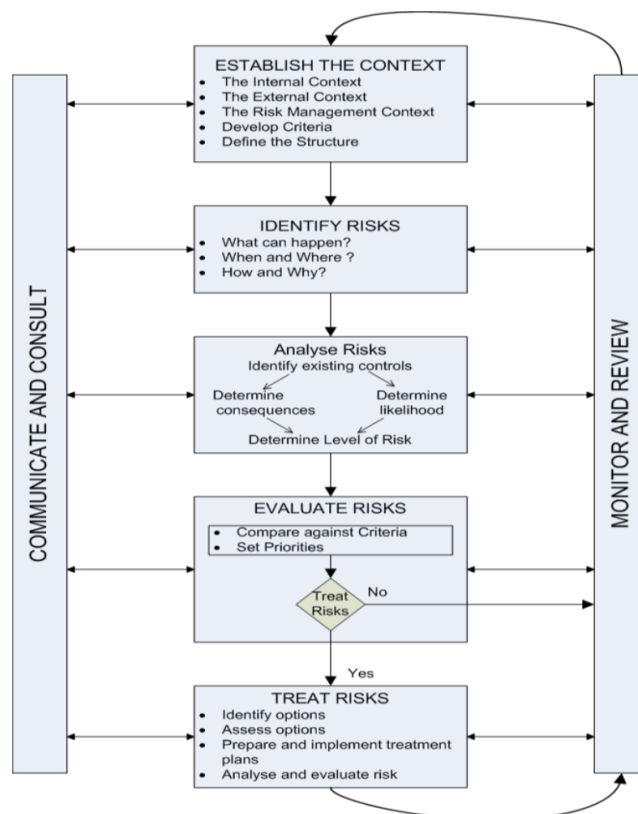 ESTABLISH THE CONTEXT
• The Internal Context
• The External Context
• The Risk Management Context
• Develop Criteria
• Define the Structure
IDENTIFY RISKS
• What can happen?
• When and Where ?
• How and Why?
Analyse Risks
Identify existing controls
Determine
consequences
Determine
likelihood
Determine Level of Risk
EVALUATE RISKS
• Compare against Criteria
• Set Priorities
Treat
Risks
No
Yes
TREAT RISKS
• Identify options
• Assess options
• Prepare and implement treatment
plans
• Analyse and evaluate risk
COMMUNICATE AND CONSULT
MONITOR AND REVIEW